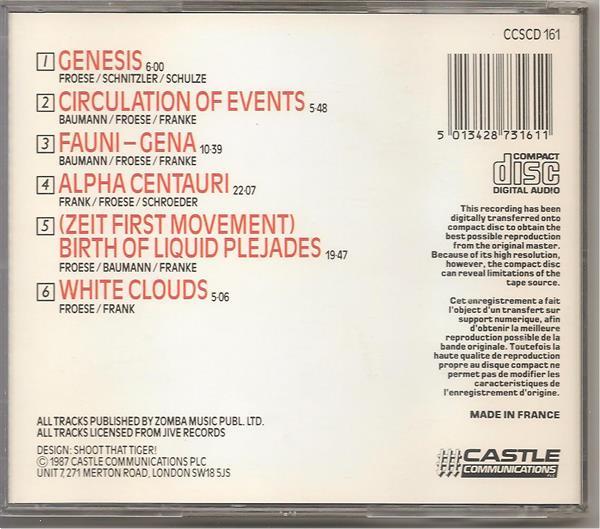 1 GENESIS 6·00
FROESE/SCHNITZLER/SCHULZE
2 CIRCULATION OF EVENTS 5·48
BAUMANN/FROESE/FRANKE
3 FAUNI–GENA 10·39
BAUMANN/FROESE/FRANKE
4 ALPHA CENTAURI 22·07
FRANK/FROESE/SCHROEDER
5 (ZEIT FIRST MOVEMENT)
BIRTH OF LIQUID PLEJADES 19·47
FROESE/BAUMANN/FRANKE
6 WHITE CLOUDS 5·06
FROESE/FRANK
ALL TRACKS PUBLISHED BY ZOMBA MUSIC PUBL. LTD.
ALL TRACKS LICENSED FROM JIVE RECORDS
DESIGN: SHOOT THAT TIGER!
© 1987 CASTLE COMMUNICATIONS PLC
UNIT 7, 271 MERTON ROAD, LONDON SW18 5JS
CCSCD 161
5 013428 731611
COMPACT
disc
DIGITAL AUDIO
This recording has been
digitally transferred onto
compact disc to obtain the
best possible reproduction
from the original master.
Because of its high resolution,
however, the compact disc
can reveal limitations of the
tape source.
Cet enregistrement a fait
l'object d'un transfert sur
support numerique, afin
d'obtenir la meilleure
reproduction possible de la
bande originale. Toutefois la
haute qualite de reproduction
propre au disque compact ne
permet pas de modifier les
caracteristiques de
l'enregistrement d'origine.
MADE IN FRANCE
CASTLE
COMMUNICATIONS PLC